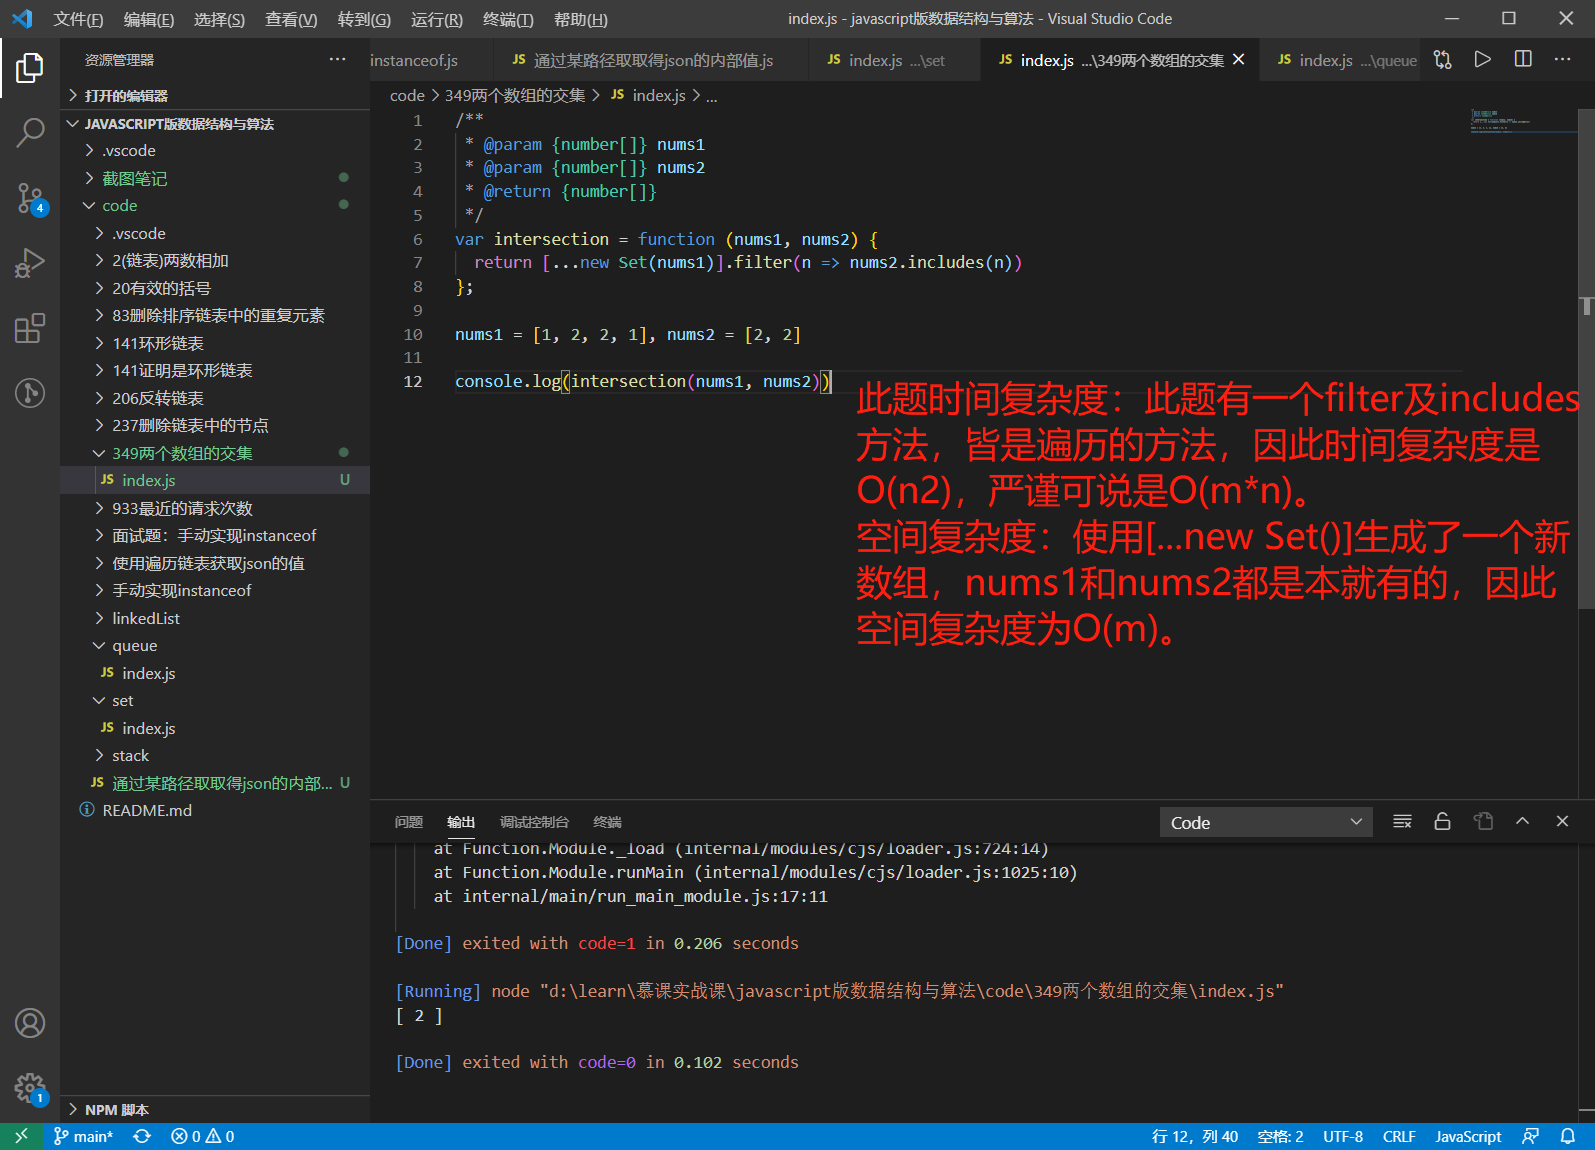 文件(F) 编辑(E) 选择(S) 查看(V) 转到(G) 运行(R) 终端(T) 帮助(H) index.js - javascript版数据结构与算法 - Visual Studio Code
资源管理器
instanceof.js JS 通过某路径取取得json的内部值.js JS index.js ...\set JS index.js ...\349两个数组的交集 JS index.js ...\queue
打开的编辑器
JAVASCRIPT版数据结构与算法
.vscode
截图笔记
code
.vscode
2(链表)两数相加
20有效的括号
83删除排序链表中的重复元素
141环形链表
141证明是环形链表
206反转链表
237删除链表中的节点
349两个数组的交集
JS index.js U
933最近的请求次数
面试题：手动实现instanceof
使用遍历链表获取json的值
手动实现instanceof
linkedList
queue
JS index.js
set
JS index.js
stack
JS 通过某路径取取得json的内部... U
README.md
NPM 脚本
4
1
code > 349两个数组的交集 > JS index.js > ...
1 /**
2 * @param {number[]} nums1
3 * @param {number[]} nums2
4 * @return {number[]}
5 */
6 var intersection = function (nums1, nums2) {
7 return [...new Set(nums1)].filter(n => nums2.includes(n))
8 };
9
10 nums1 = [1, 2, 2, 1], nums2 = [2, 2]
11
12 console.log(intersection(nums1, nums2))
此题时间复杂度：此题有一个filter及includes
方法，皆是遍历的方法，因此时间复杂度是
O(n2)，严谨可说是O(m*n)。
空间复杂度：使用[...new Set()]生成了一个新
数组，nums1和nums2都是本就有的，因此
空间复杂度为O(m)。
问题 输出 调试控制台 终端 Code
at Function.Module._load (internal/modules/cjs/loader.js:724:14)
at Function.Module.runMain (internal/modules/cjs/loader.js:1025:10)
at internal/main/run_main_module.js:17:11
[Done] exited with code=1 in 0.206 seconds
[Running] node "d:\learn\慕课实战课\javascript版数据结构与算法\code\349两个数组的交集\index.js"
[ 2 ]
[Done] exited with code=0 in 0.102 seconds
main* 0 0 行 12，列 40 空格: 2 UTF-8 CRLF JavaScript